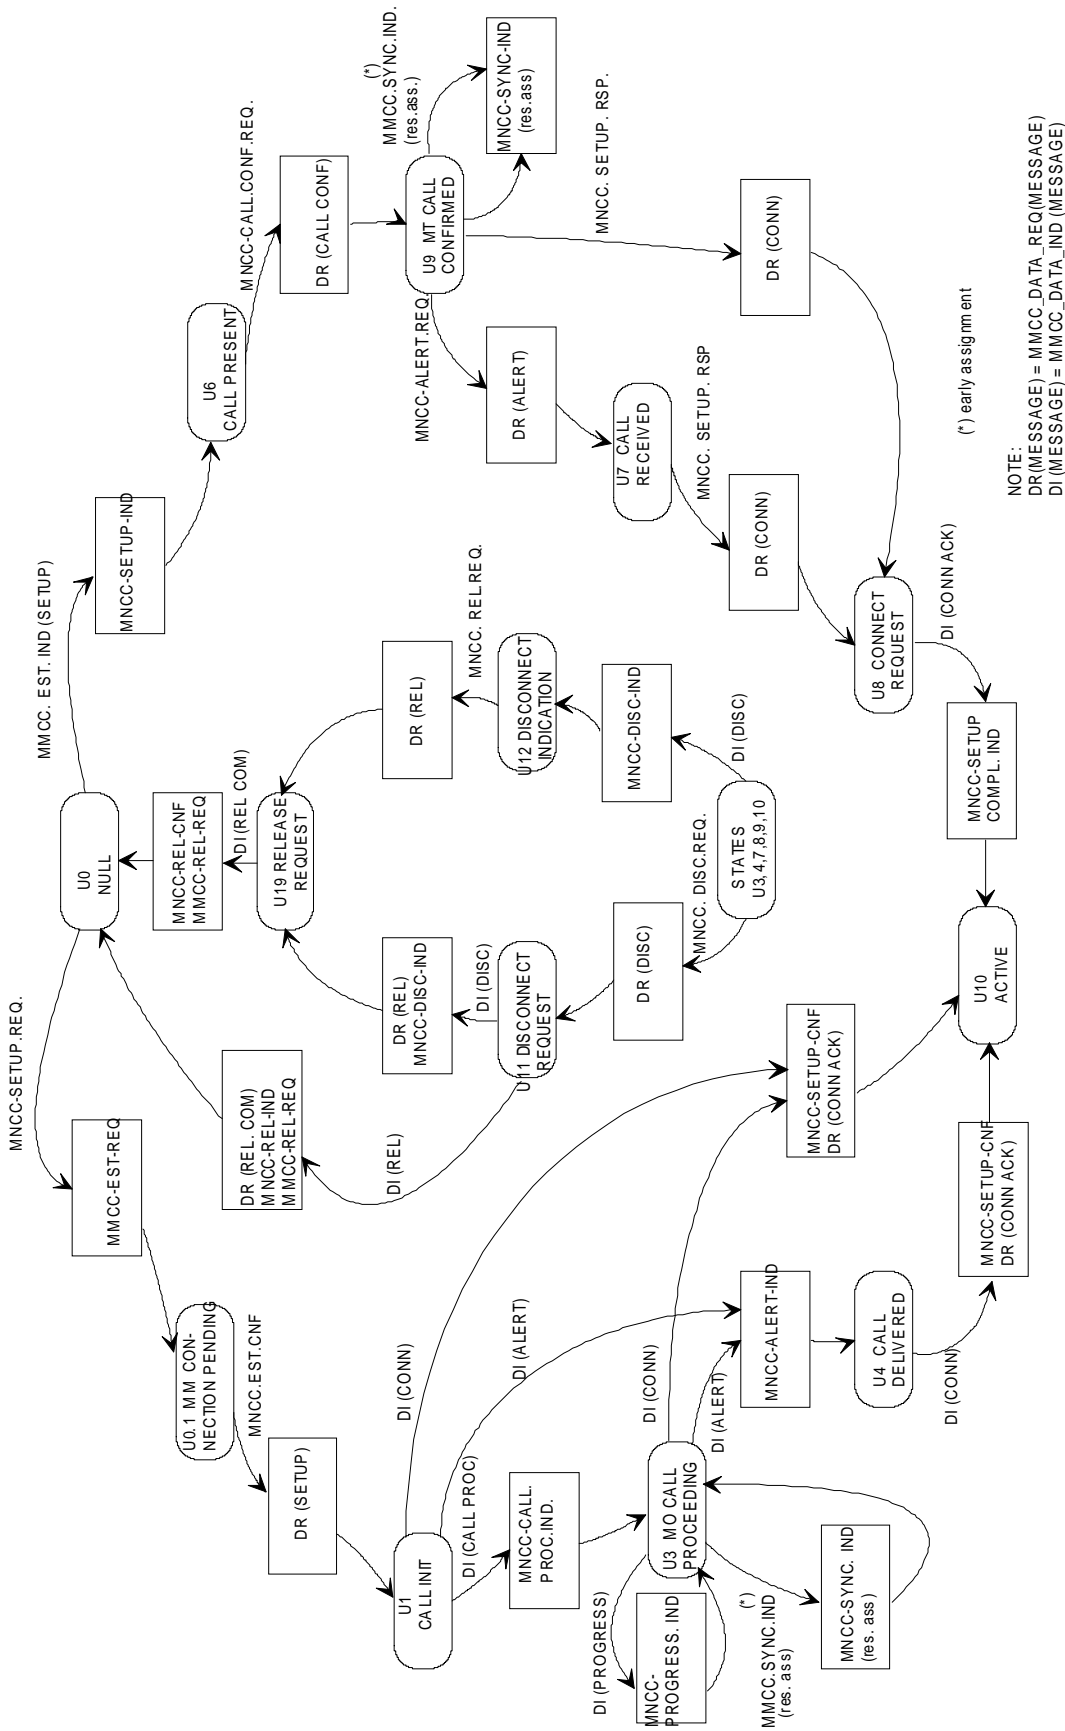 MNCC-SETUP.REQ.
MMCC. EST. IND (SETUP)
U0
NULL
MMCC-EST-REQ
MNCC-SETUP-IND
U0.1 MM CON-
NECTION PENDING
MNCC.EST.CNF
DR (SETUP)
DR (REL. COM)
MNCC-REL-IND
MMCC-REL-REQ
MNCC-REL-CNF
MMCC-REL-REQ
DI (REL COM)
U6
CALL PRESENT
MNCC-CALL.CONF.REQ.
DR (CALL CONF)
U19 RELEASE
REQUEST
DI (REL)
DR (REL)
MNCC-DISC-IND
DI (DISC)
DR (REL)
MNCC. REL.REQ.
U1
CALL INIT
DI (CONN)
DI (ALERT)
DI (CALL PROC)
U9 MT CALL
CONFIRMED
(*)
MMCC.SYNC.IND.
(res.ass.)
MNCC-SYNC-IND
(res.ass)
MNCC-ALERT.REQ.
DR (ALERT)
MNCC. SETUP. RSP.
U11 DISCONNECT
REQUEST
U12 DISCONNECT
INDICATION
MNCC-CALL.
PROC.IND.
DR (DISC)
MNCC-DISC-IND
U7 CALL
RECEIVED
MNCC. SETUP. RSP
DI (PROGRESS)
MNCC-
PROGRESS. IND
U3 MO CALL
PROCEEDING
DI (CONN)
DI (ALERT)
MNCC. DISC.REQ.
DI (DISC)
STATES
U3,4,7,8,9,10
DR (CONN)
DR (CONN)
(*)
MMCC.SYNC.IND
(res. ass)
MNCC-SYNC. IND
(res. ass)
MNCC-ALERT-IND
MNCC-SETUP-CNF
DR (CONN ACK)
U4 CALL
DELIVERED
DI (CONN)
U8 CONNECT
REQUEST
DI (CONN ACK)
MNCC-SETUP-CNF
DR (CONN ACK)
U10
ACTIVE
MNCC-SETUP
COMPL. IND
(*) early assignment
NOTE:
DR(MESSAGE) = MMCC_DATA_REQ(MESSAGE)
DI (MESSAGE) = MMCC_DATA_IND (MESSAGE)